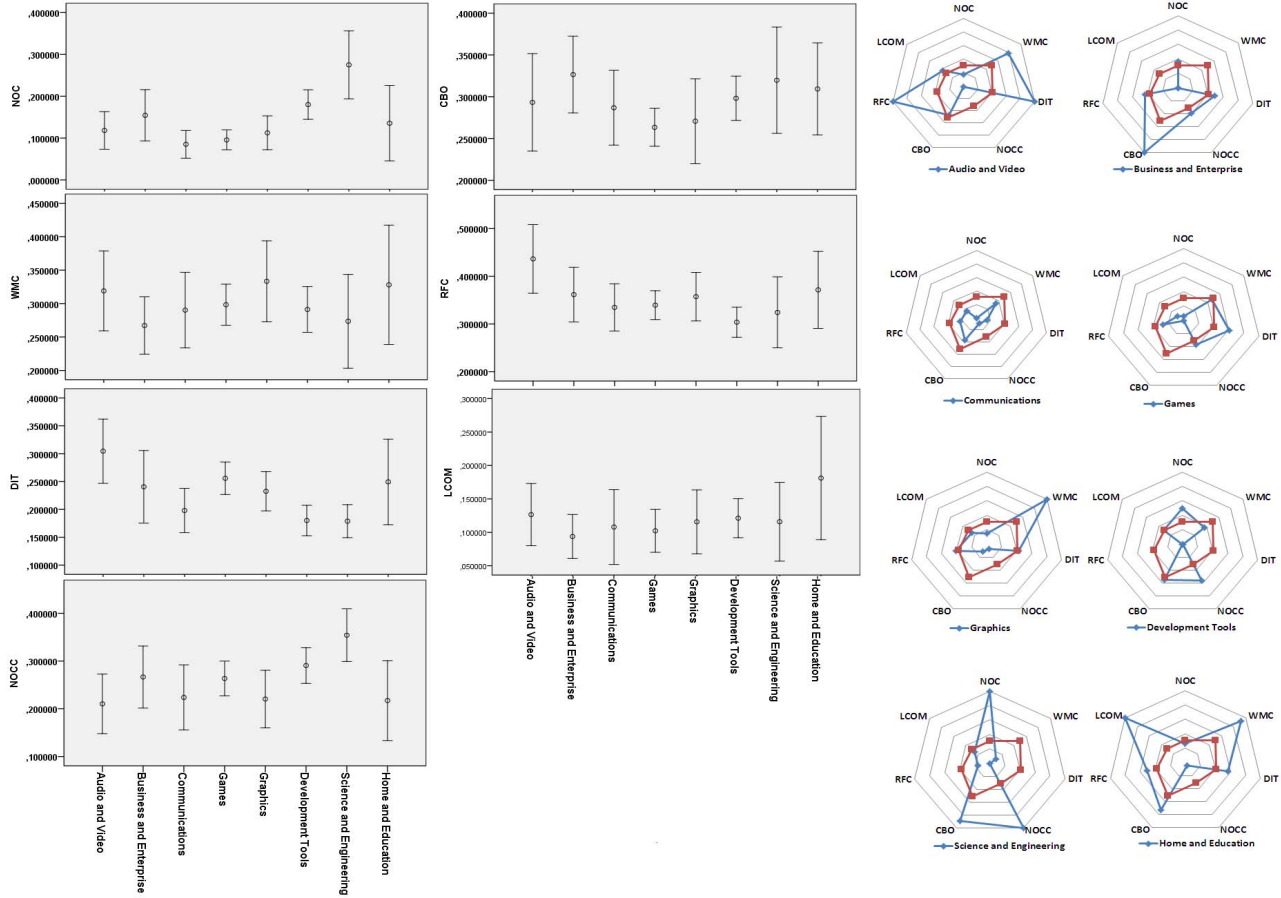 NOC
,400000
,300000
,200000
,100000
,000000
WMC
,450000
,400000
,350000
,300000
,250000
,200000
DIT
,400000
,350000
,300000
,250000
,200000
,150000
,100000
NOCC
,400000
,300000
,200000
,100000
Audio and Video
Business and Enterprise
Communications
Games
Graphics
Development Tools
Science and Engineering
Home and Education
CBO
,400000
,350000
,300000
,250000
,200000
RFC
,500000
,400000
,300000
,200000
LCOM
,300000
,250000
,200000
,150000
,100000
,050000
Audio and Video
Business and Enterprise
Communications
Games
Graphics
Development Tools
Science and Engineering
Home and Education
NOC
WMC
DIT
NOCC
CBO
RFC
LCOM
Audio and Video
NOC
WMC
DIT
NOCC
CBO
RFC
LCOM
Business and Enterprise
NOC
WMC
DIT
NOCC
CBO
RFC
LCOM
Communications
NOC
WMC
DIT
NOCC
CBO
RFC
LCOM
Games
NOC
WMC
DIT
NOCC
CBO
RFC
LCOM
Graphics
NOC
WMC
DIT
NOCC
CBO
RFC
LCOM
Development Tools
NOC
WMC
DIT
NOCC
CBO
RFC
LCOM
Science and Engineering
NOC
WMC
DIT
NOCC
CBO
RFC
LCOM
Home and Education